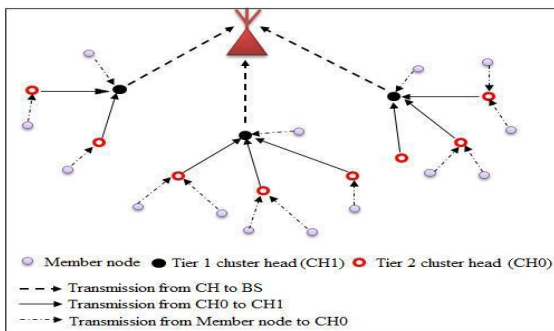 Member node Tier 1 cluster head (CH1) Tier 2 cluster head (CH0)
Transmission from CH to BS
Transmission from CH0 to CH1
Transmission from Member node to CH0